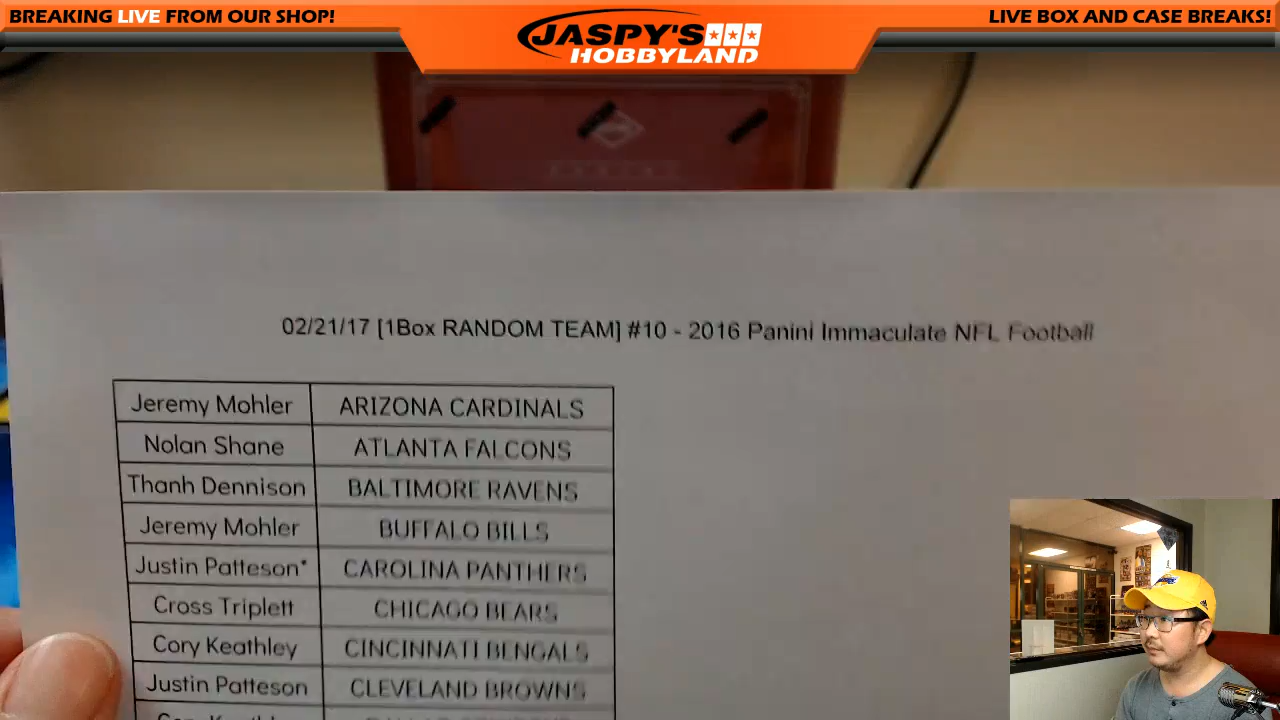 BREAKING LIVE FROM OUR SHOP!
JASPY'S
HOBBYLAND
LIVE BOX AND CASE BREAKS!
02/21/17 [1Box RANDOM TEAM] #10 - 2016 Panini Immaculate NFL Football
Jeremy Mohler ARIZONA CARDINALS
Nolan Shane ATLANTA FALCONS
Thanh Dennison BALTIMORE RAVENS
Jeremy Mohler BUFFALO BILLS
Justin Patteson* CAROLINA PANTHERS
Cross Triplett CHICAGO BEARS
Cory Keathley CINCINNATI BENGALS
Justin Patteson CLEVELAND BROWNS